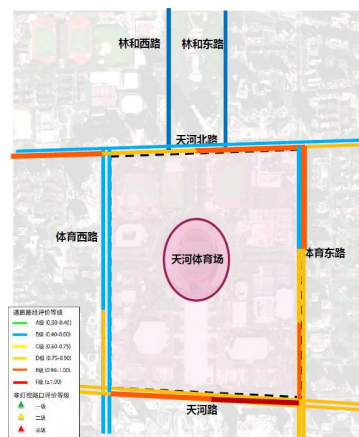 林和西路
林和东路
天河北路
体育西路
天河体育场
体育东路
道路路段评价等级
A级 (0.00-0.40)
B级 (0.40-0.60)
C级 (0.60-0.75)
D级 (0.75-0.90)
E级 (0.90-1.00)
F级 (≥1.00)
非灯控路口评价等级
一级
二级
三级
天河路